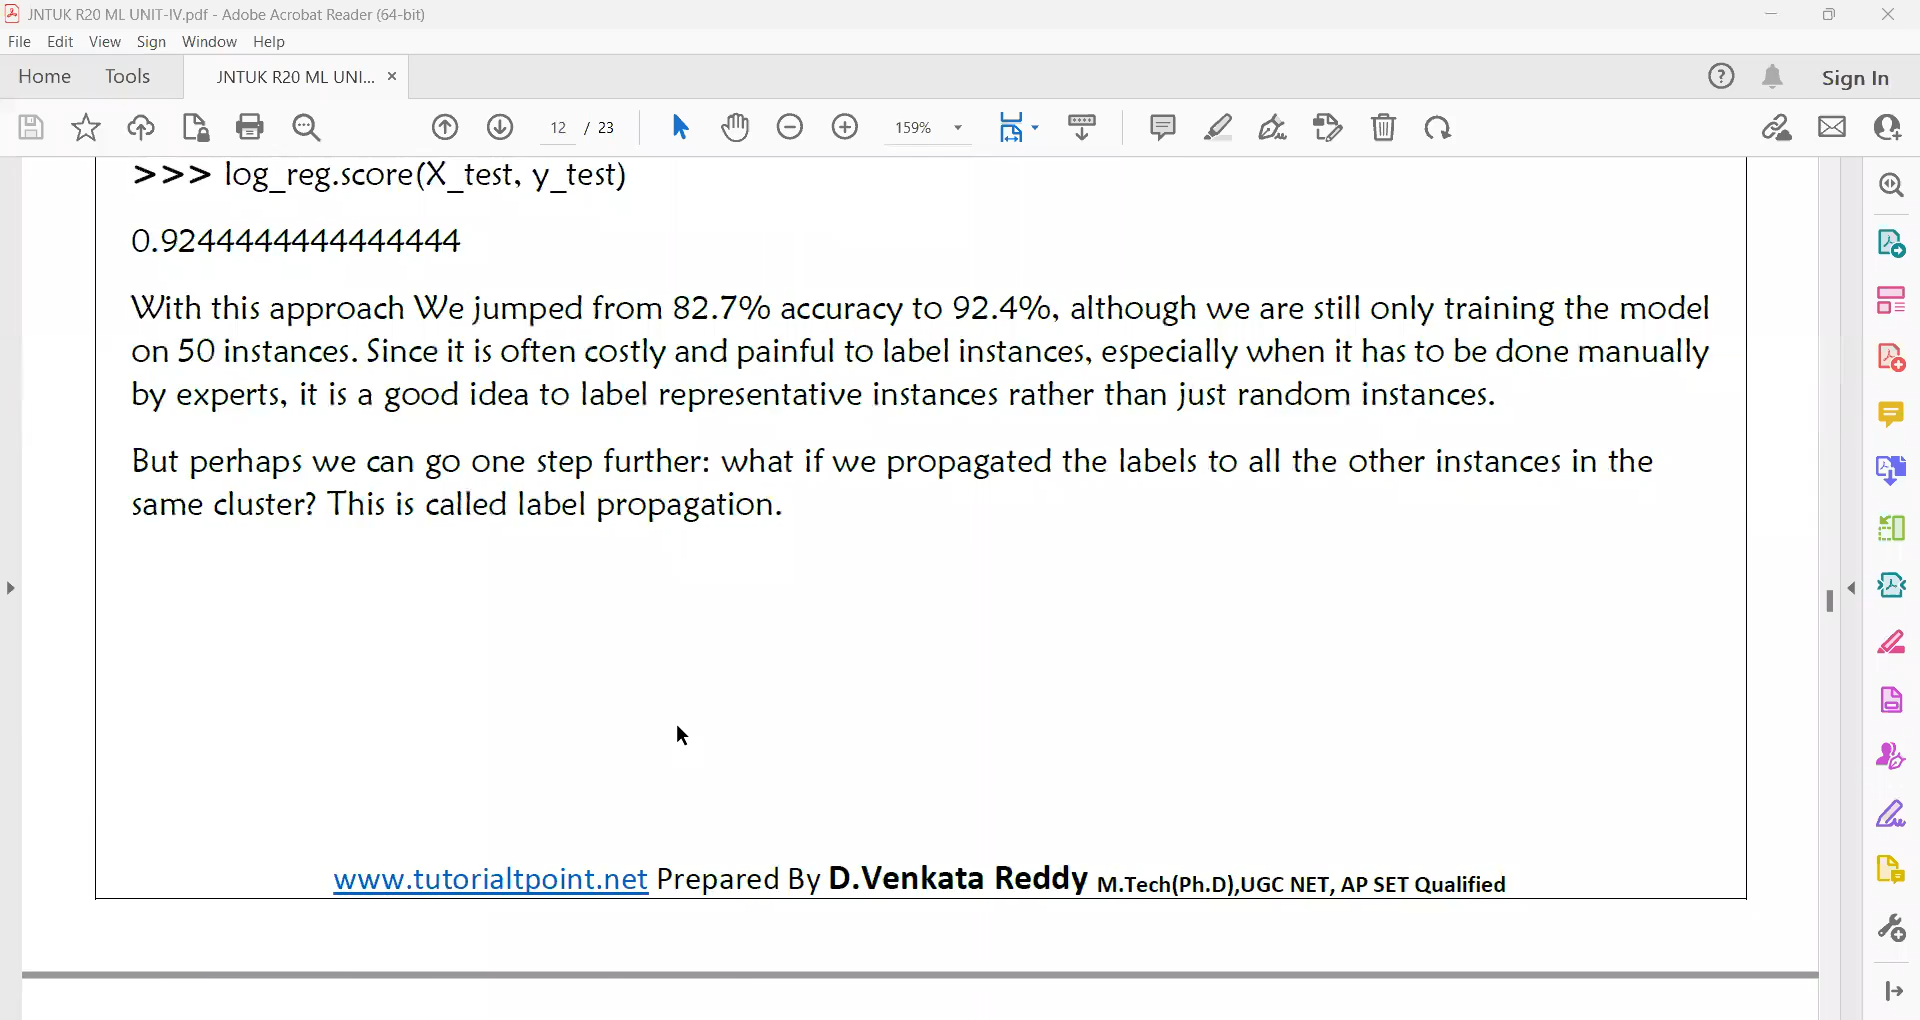 JNTUK R20 ML UNIT-IV.pdf - Adobe Acrobat Reader (64-bit)
File Edit View Sign Window Help
Home Tools JNTUK R20 ML UNI... × Sign In
12 / 23 159%
>>> log_reg.score(X_test, y_test)
0.9244444444444444
With this approach We jumped from 82.7% accuracy to 92.4%, although we are still only training the model
on 50 instances. Since it is often costly and painful to label instances, especially when it has to be done manually
by experts, it is a good idea to label representative instances rather than just random instances.
But perhaps we can go one step further: what if we propagated the labels to all the other instances in the
same cluster? This is called label propagation.
www.tutorialtpoint.net Prepared By D.Venkata Reddy M.Tech(Ph.D),UGC NET, AP SET Qualified